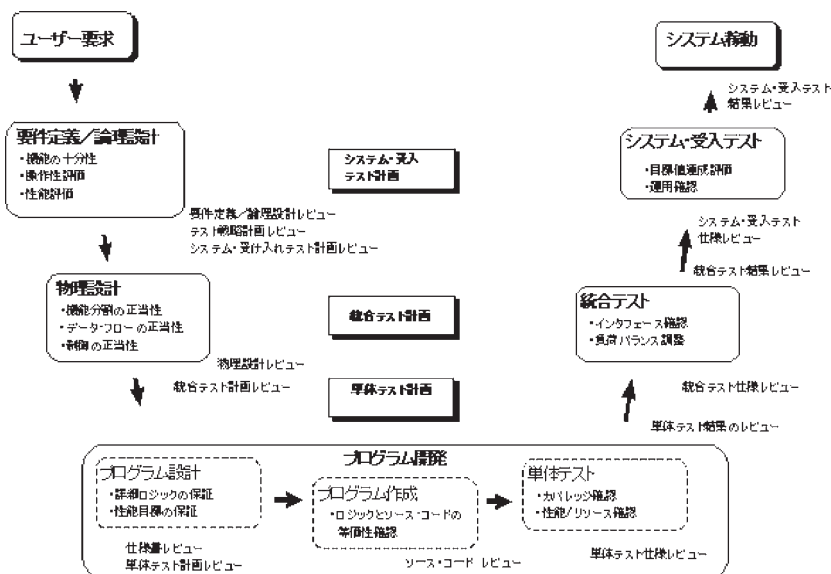 ユーザー要求
システム稼動
システム・受入テスト
結果レビュー
要件定義／論理設計
・機能の十分性
・操作性評価
・性能評価
システム・受入
テスト計画
システム・受入テスト
・目標値達成評価
・運用確認
要件定義／論理設計レビュー
テスト戦略計画レビュー
システム・受け入れテスト計画レビュー
システム・受入テスト
仕様レビュー
統合テスト結果レビュー
物理設計
・機能分割の正当性
・データ・フローの正当性
・制御の正当性
統合テスト計画
統合テスト
・インタフェース確認
・負荷バランス調整
物理設計レビュー
統合テスト計画レビュー
単体テスト計画
統合テスト仕様レビュー
単体テスト結果のレビュー
プログラム開発
プログラム設計
・詳細ロジックの保証
・性能目標の保証
プログラム作成
・ロジックとソース・コードの
等価性確認
単体テスト
・カバレッジ確認
・性能/リソース確認
仕様書レビュー
単体テスト計画レビュー
ソース・コードレビュー
単体テスト仕様レビュー